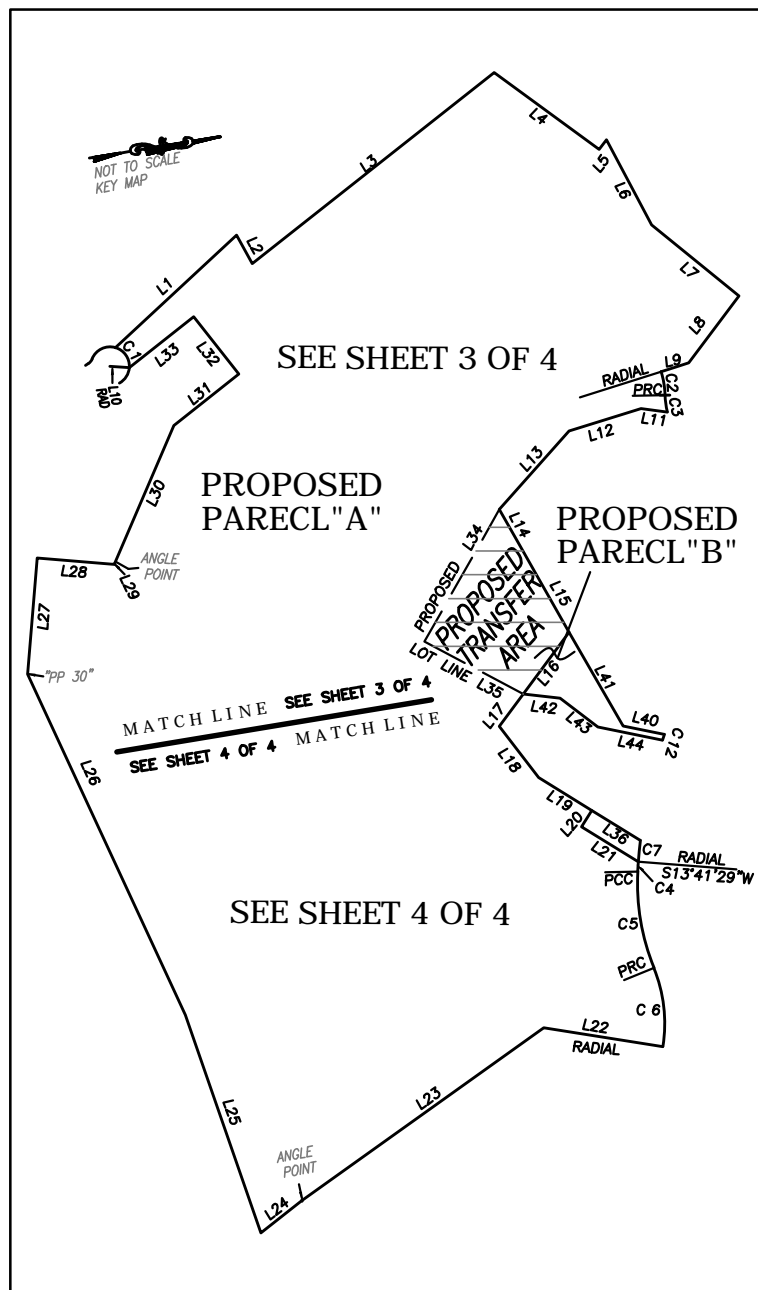 L4
L3
L5
NOT TO SCALE
KEY MAP
L6
L2
L7
L1
L8
C1
L33
L32
SEE SHEET 3 OF 4
L9
RADIAL
C2
L10
RAD
PRC
C3
L31
L11
L12
L13
L30
PROPOSED
PARECL"A"
L14
PROPOSED
PARECL"B"
L34
ANGLE
POINT
L28
L29
PROPOSED
LOT LINE
PROPOSED
TRANSFER
AREA
L15
L27
L16
L41
"PP 30"
L35
MATCH LINE SEE SHEET 3 OF 4
SEE SHEET 4 OF 4 MATCH LINE
L42
L17
L43
L40
L44
C12
L26
L18
L19
L20
L36
L21
C7
RADIAL
S13°41'29"W
PCC
C4
SEE SHEET 4 OF 4
C5
PRC
C 6
L22
RADIAL
L23
L25
ANGLE
POINT
L24